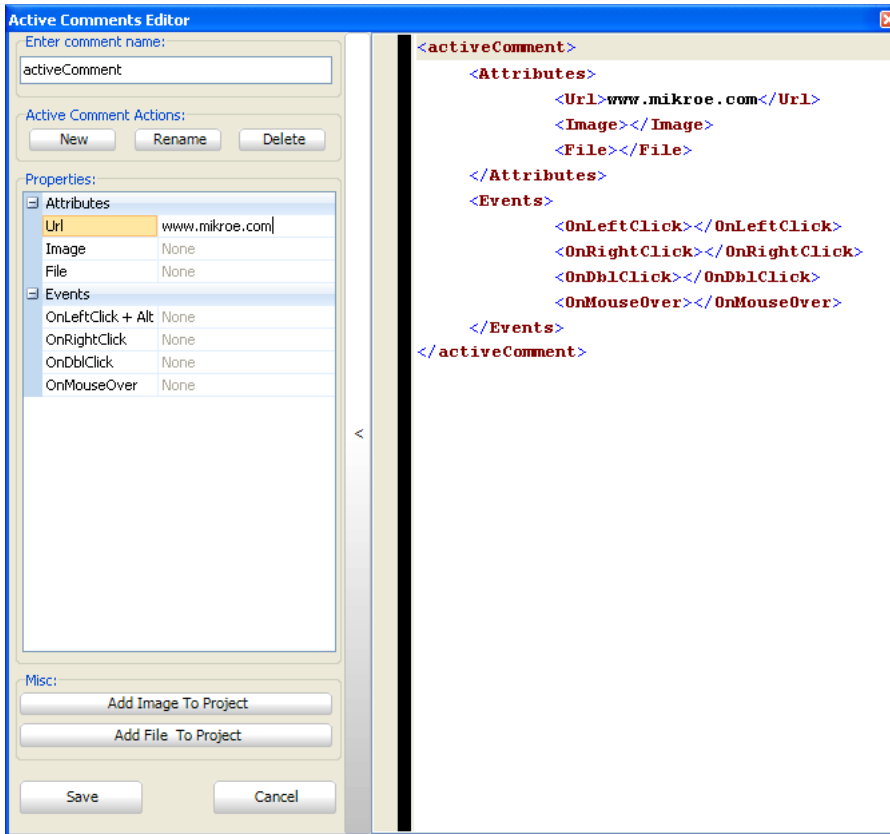 Active Comments Editor
Enter comment name:
activeComment
Active Comment Actions:
New Rename Delete
Properties:
Attributes
Url www.mikroe.com
Image None
File None
Events
OnLeftClick + Alt None
OnRightClick None
OnDblClick None
OnMouseOver None
Misc:
Add Image To Project
Add File To Project
Save Cancel
<
<activeComment>
<Attributes>
<Url>www.mikroe.com</Url>
<Image></Image>
<File></File>
</Attributes>
<Events>
<OnLeftClick></OnLeftClick>
<OnRightClick></OnRightClick>
<OnDblClick></OnDblClick>
<OnMouseOver></OnMouseOver>
</Events>
</activeComment>